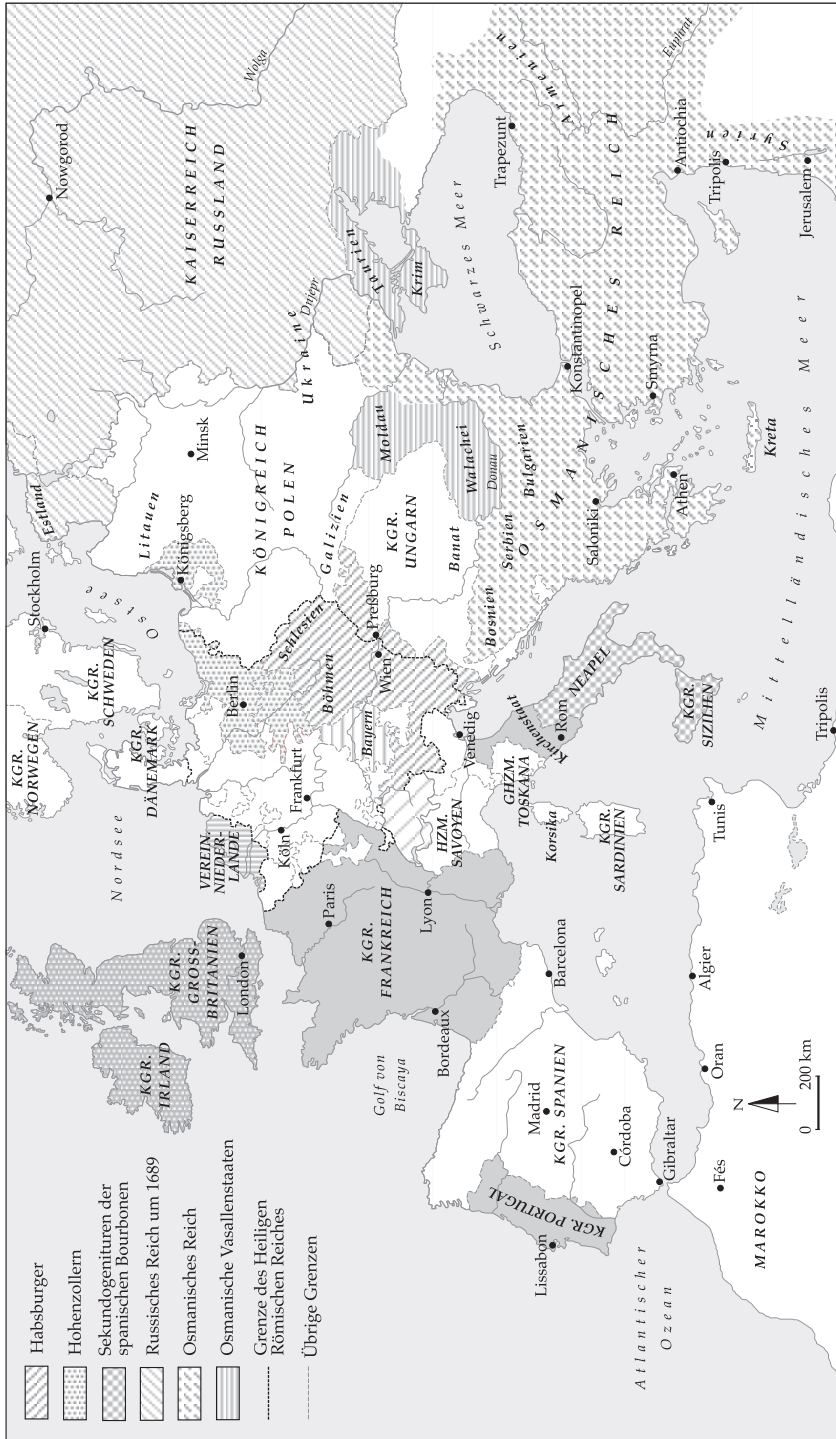 Habsburger
Hohenzollern
Sekundogenituren der
spanischen Bourbonen
Russisches Reich um 1689
Osmanisches Reich
Osmanische Vasallenstaaten
Grenze des Heiligen
Römischen Reiches
Übrige Grenzen
KGR.
NORWEGEN
KGR.
SCHWEDEN
Stockholm
Estland
Nowgorod
Wolga
Nordsee
KGR.
DÄNEMARK
Ostsee
Litauen
Königsberg
Minsk
KAISERREICH
RUSSLAND
KGR.
IRLAND
KGR.
GROSS-
BRITANIEN
London
VEREIN.
NIEDER-
LANDE
Köln
Frankfurt
Berlin
Schlesien
Böhmen
KÖNIGREICH
POLEN
Galizien
Ukraine
Dnjepr
Paris
KGR.
FRANKREICH
Lyon
Bordeaux
Golf von
Biscaya
Bayern
Wien
Preßburg
KGR.
UNGARN
Banat
Moldau
Walachei
Donau
Taurien
Krim
HZM.
SAVOYEN
Venedig
Bosnien
Serbien
Bulgarien
Schwarzes Meer
Trapezunt
Armenien
Euphrat
GHZM.
TOSKANA
Kirchenstaat
Rom
NEAPEL
Korsika
KGR.
SARDINIEN
KGR.
SIZILIEN
OSMANISCHES REICH
Konstantinopel
Saloniki
Smyrna
Athen
Kreta
Antiochia
Tripolis
Syrien
Jerusalem
Barcelona
Madrid
KGR. SPANIEN
KGR. PORTUGAL
Lissabon
Córdoba
Gibraltar
Atlantischer
Ozean
Fés
MAROKKO
Oran
Algier
Tunis
Tripolis
Mittelländisches Meer
N
0
200 km